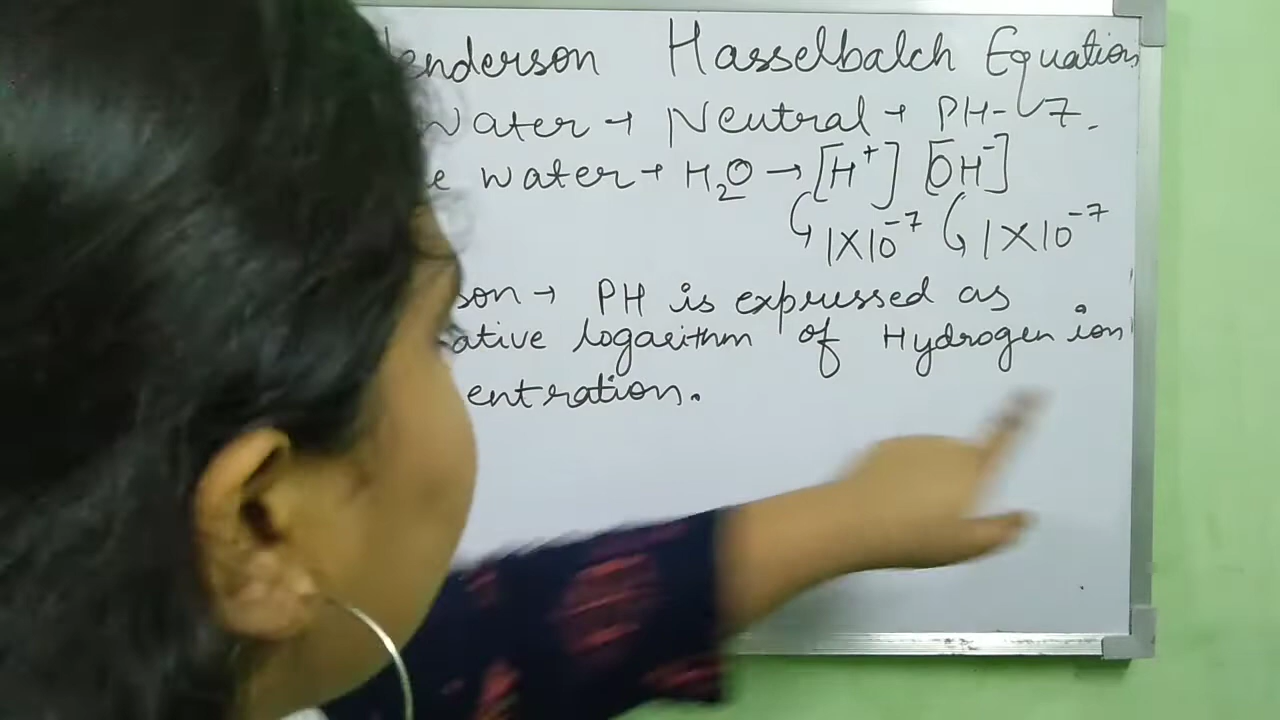 enderson Hasselbalch Equation
Water → Neutral → PH- 7.
e water → H₂O → [H⁺] [OH⁻]
1X10⁻⁷ 1X10⁻⁷
son → PH is expressed as
ative logarithm of Hydrogen ion
entration.